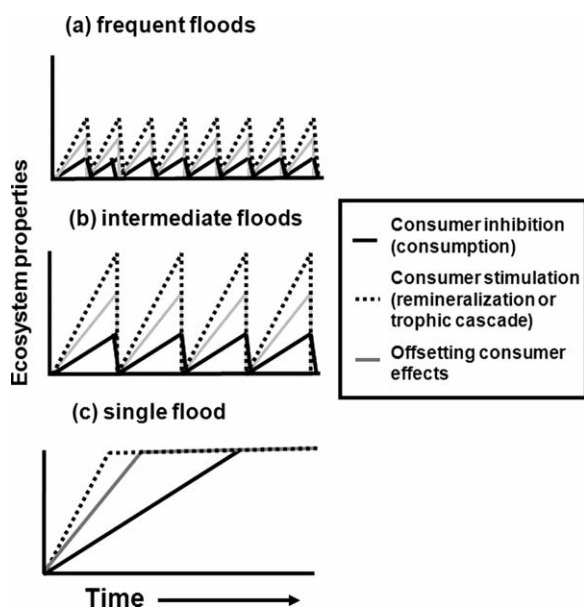 (a) frequent floods
Ecosystem properties
(b) intermediate floods
(c) single flood
Time
Consumer inhibition
(consumption)
Consumer stimulation
(remineralization or
trophic cascade)
Offsetting consumer
effects